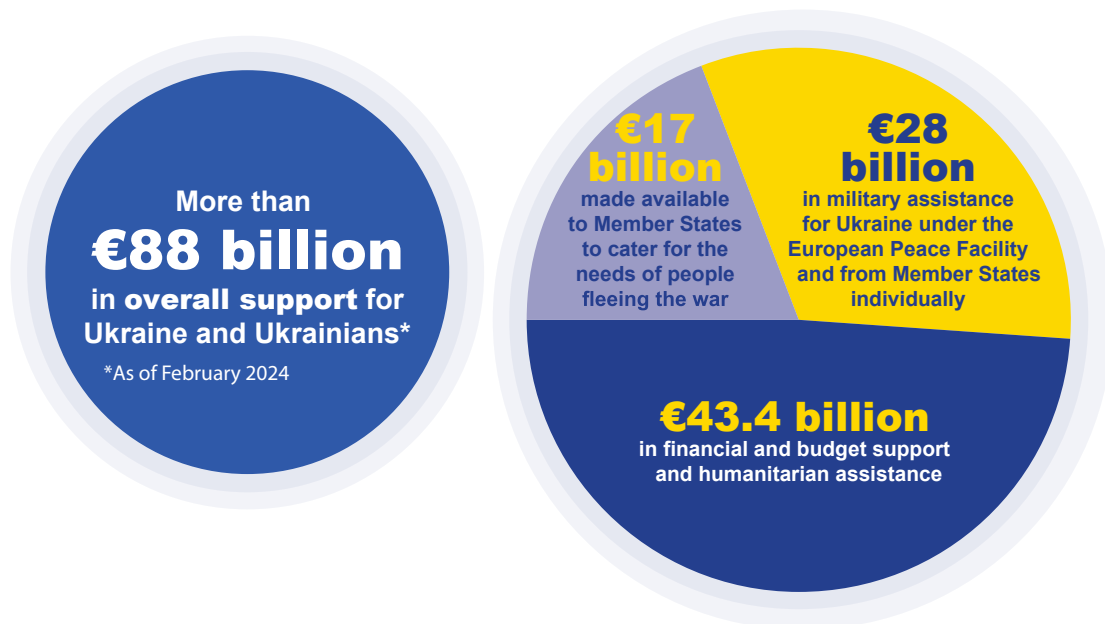 More than
€88 billion
in overall support for
Ukraine and Ukrainians*
*As of February 2024
€17
billion
made available
to Member States
to cater for the
needs of people
fleeing the war
€28
billion
in military assistance
for Ukraine under the
European Peace Facility
and from Member States
individually
€43.4 billion
in financial and budget support
and humanitarian assistance